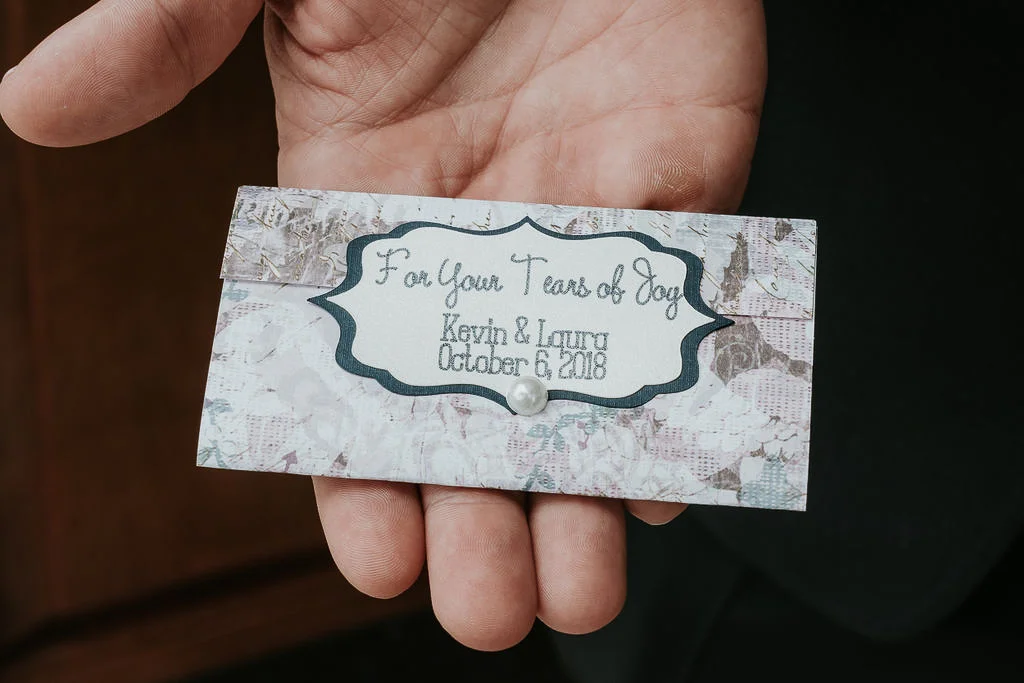 For Your Tears of Joy
Kevin & Laura
October 6, 2018